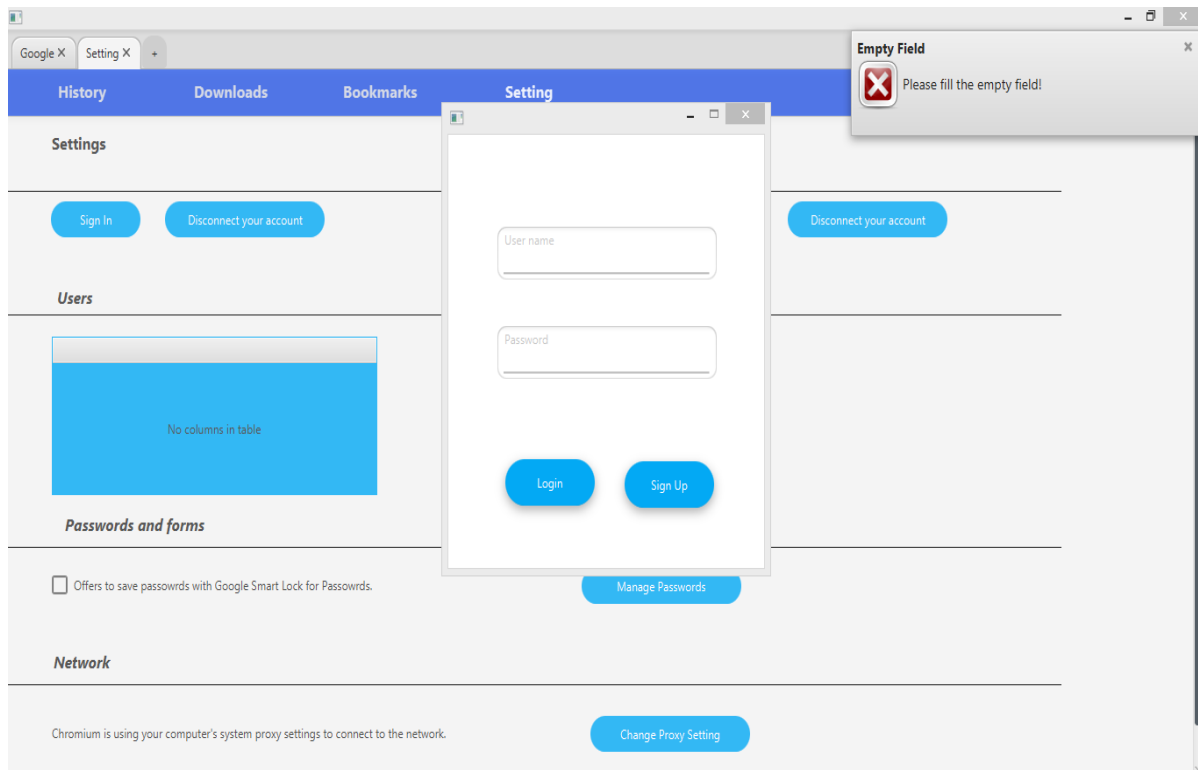 Google X
Setting X
+
Empty Field
Please fill the empty field!
History
Downloads
Bookmarks
Setting
Settings
Sign In
Disconnect your account
Disconnect your account
User name
Users
Password
No columns in table
Login
Sign Up
Passwords and forms
Offers to save passowrds with Google Smart Lock for Passowrds.
Manage Passwords
Network
Chromium is using your computer's system proxy settings to connect to the network.
Change Proxy Setting